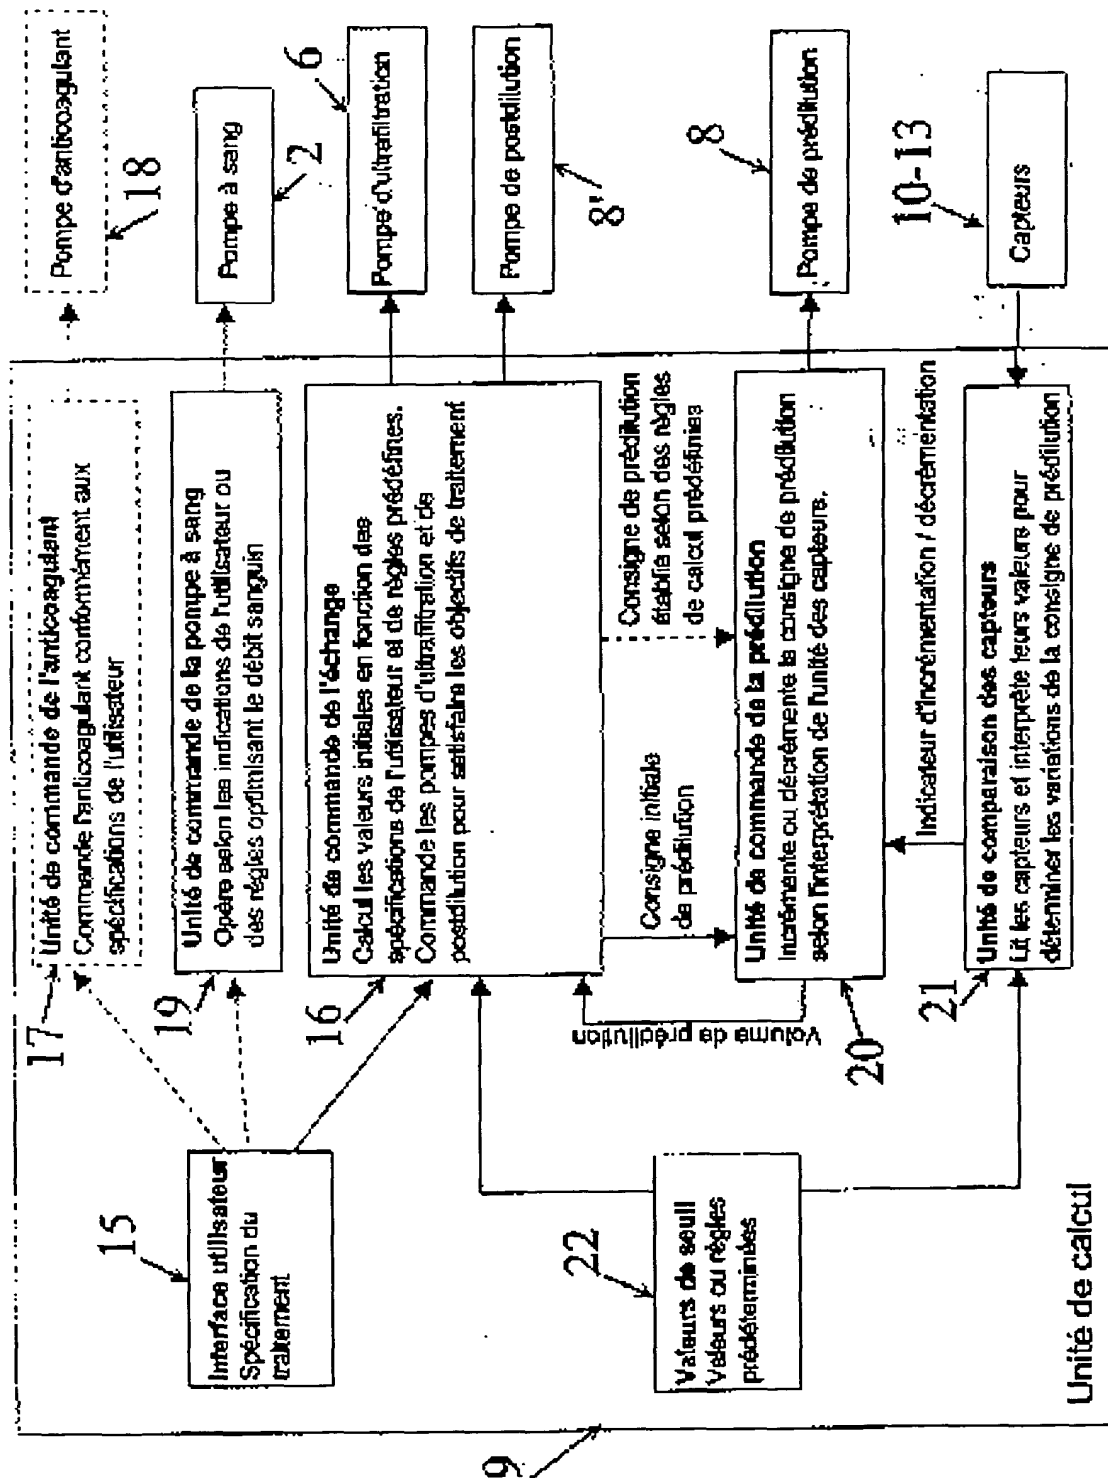 17
Unité de commande de l'anticoagulant
Commande l'anticoagulant conformément aux
spécifications de l'utilisateur
Pompe d'anticoagulant
18
19
Unité de commande de la pompe à sang
Opère selon les indications de l'utilisateur ou
des règles optimisant le débit sanguin
Pompe à sang
2
15
Interface utilisateur
Spécification du
traitement
16
Unité de commande de l'échange
Calcul les valeurs initiales en fonction des
spécifications de l'utilisateur et de règles prédéfinies.
Commande les pompes d'ultrafiltration et de
postdilution pour satisfaire les objectifs de traitement
Pompe d'ultrafiltration
6
Pompe de postdilution
8'
Consigne initiale
de prédilution
Consigne de prédilution
établie selon des règles
de calcul prédéfinies
Volume de prédilution
22
Valeurs de seuil
Valeurs ou règles
prédéterminées
20
Unité de commande de la prédilution
Incrémente ou décrémente la consigne de prédilution
selon l'interprétation de l'unité des capteurs.
Pompe de prédilution
8
Indicateur d'incrémentation / décrémentation
21
Unité de comparaison des capteurs
Lit les capteurs et interprète leurs valeurs pour
déterminer les variations de la consigne de prédilution
Capteurs
10-13
9
Unité de calcul